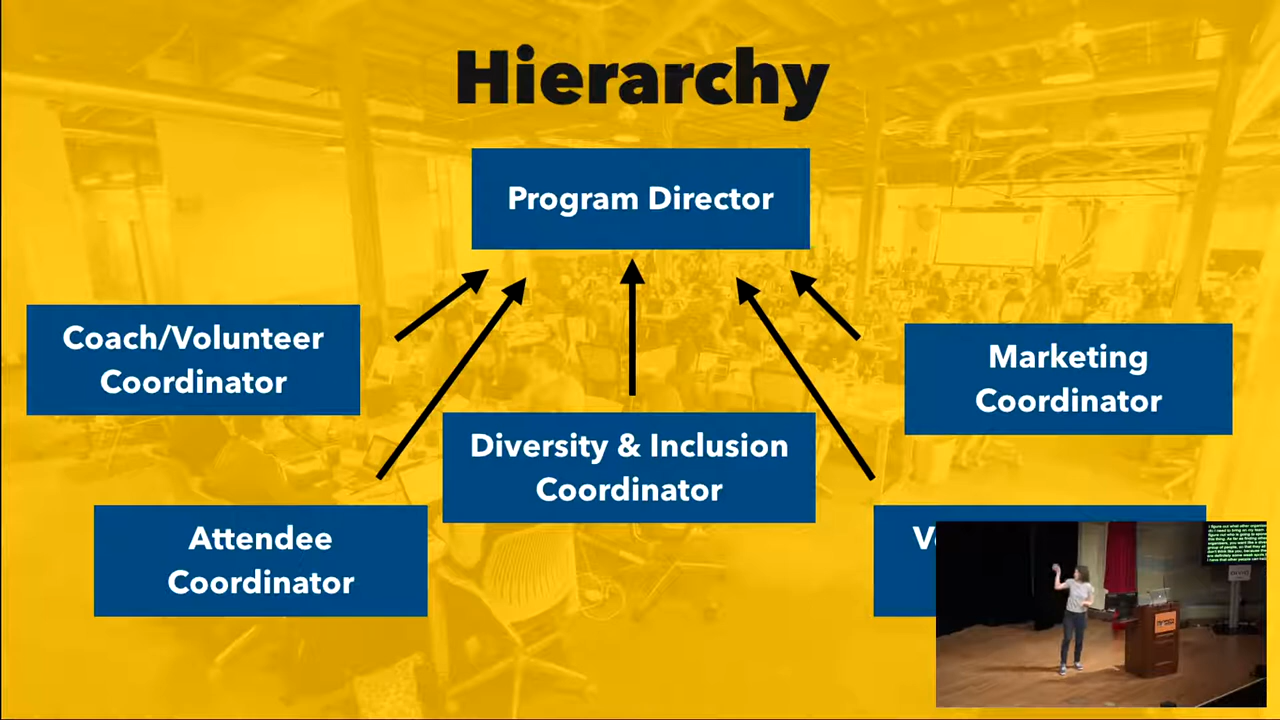 Hierarchy
Program Director
Coach/Volunteer
Coordinator
Marketing
Coordinator
Diversity & Inclusion
Coordinator
Attendee
Coordinator